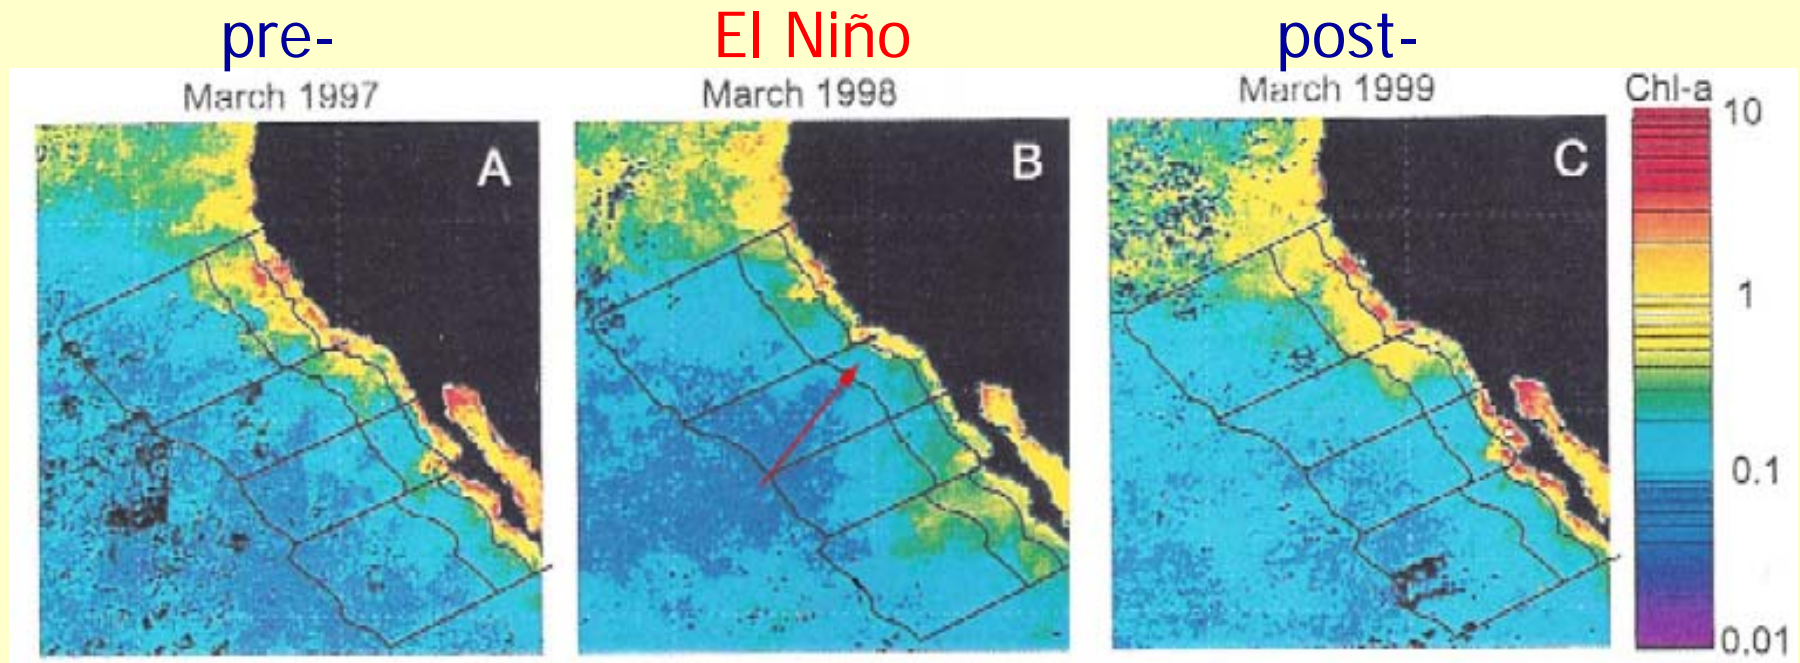 pre-
El Niño
post-
March 1997
March 1998
March 1999
Chl-a
A
B
C
10
1
0.1
0.01